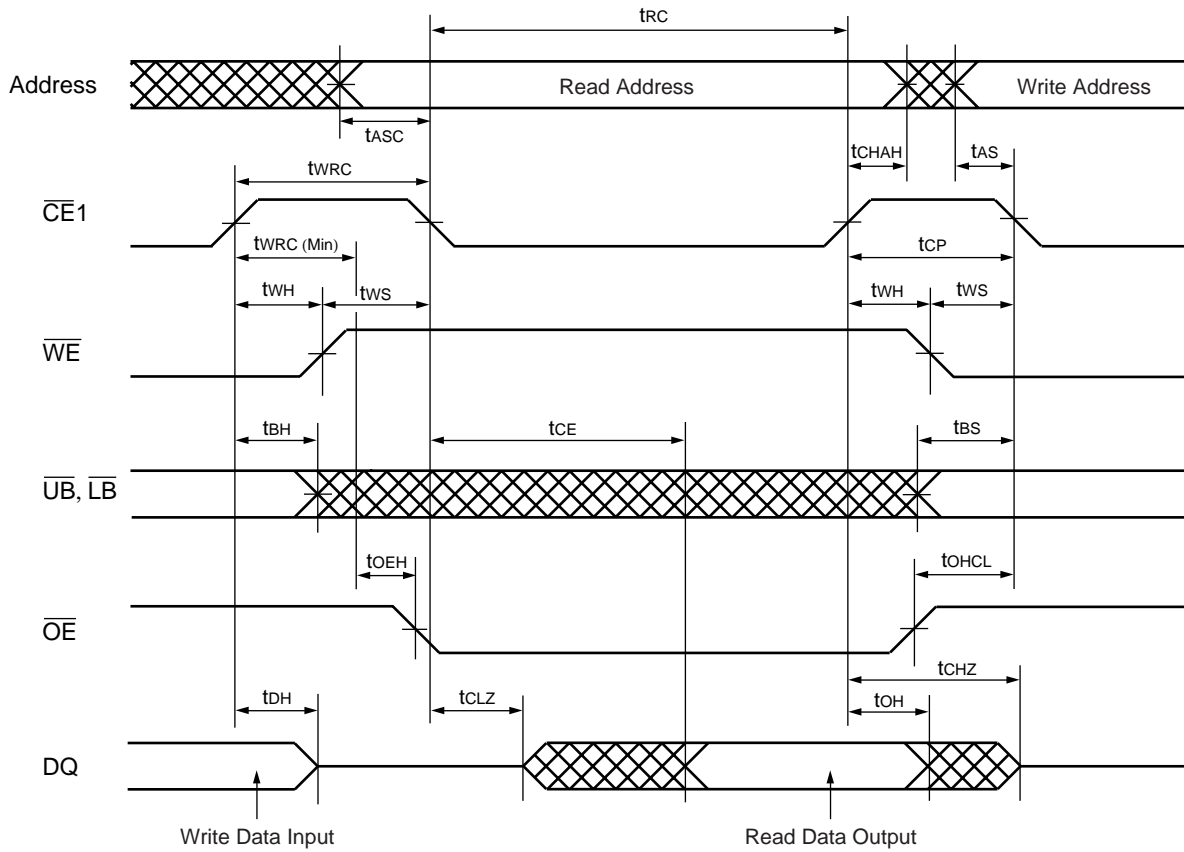 tRC
Address
Read Address
Write Address
tASC
tCHAH
tAS
tWRC
CE1
tWRC (Min)
tCP
tWH
tWS
tWH
tWS
WE
tBH
tCE
tBS
UB, LB
tOEH
tOHCL
OE
tCHZ
tDH
tCLZ
tOH
DQ
Write Data Input
Read Data Output